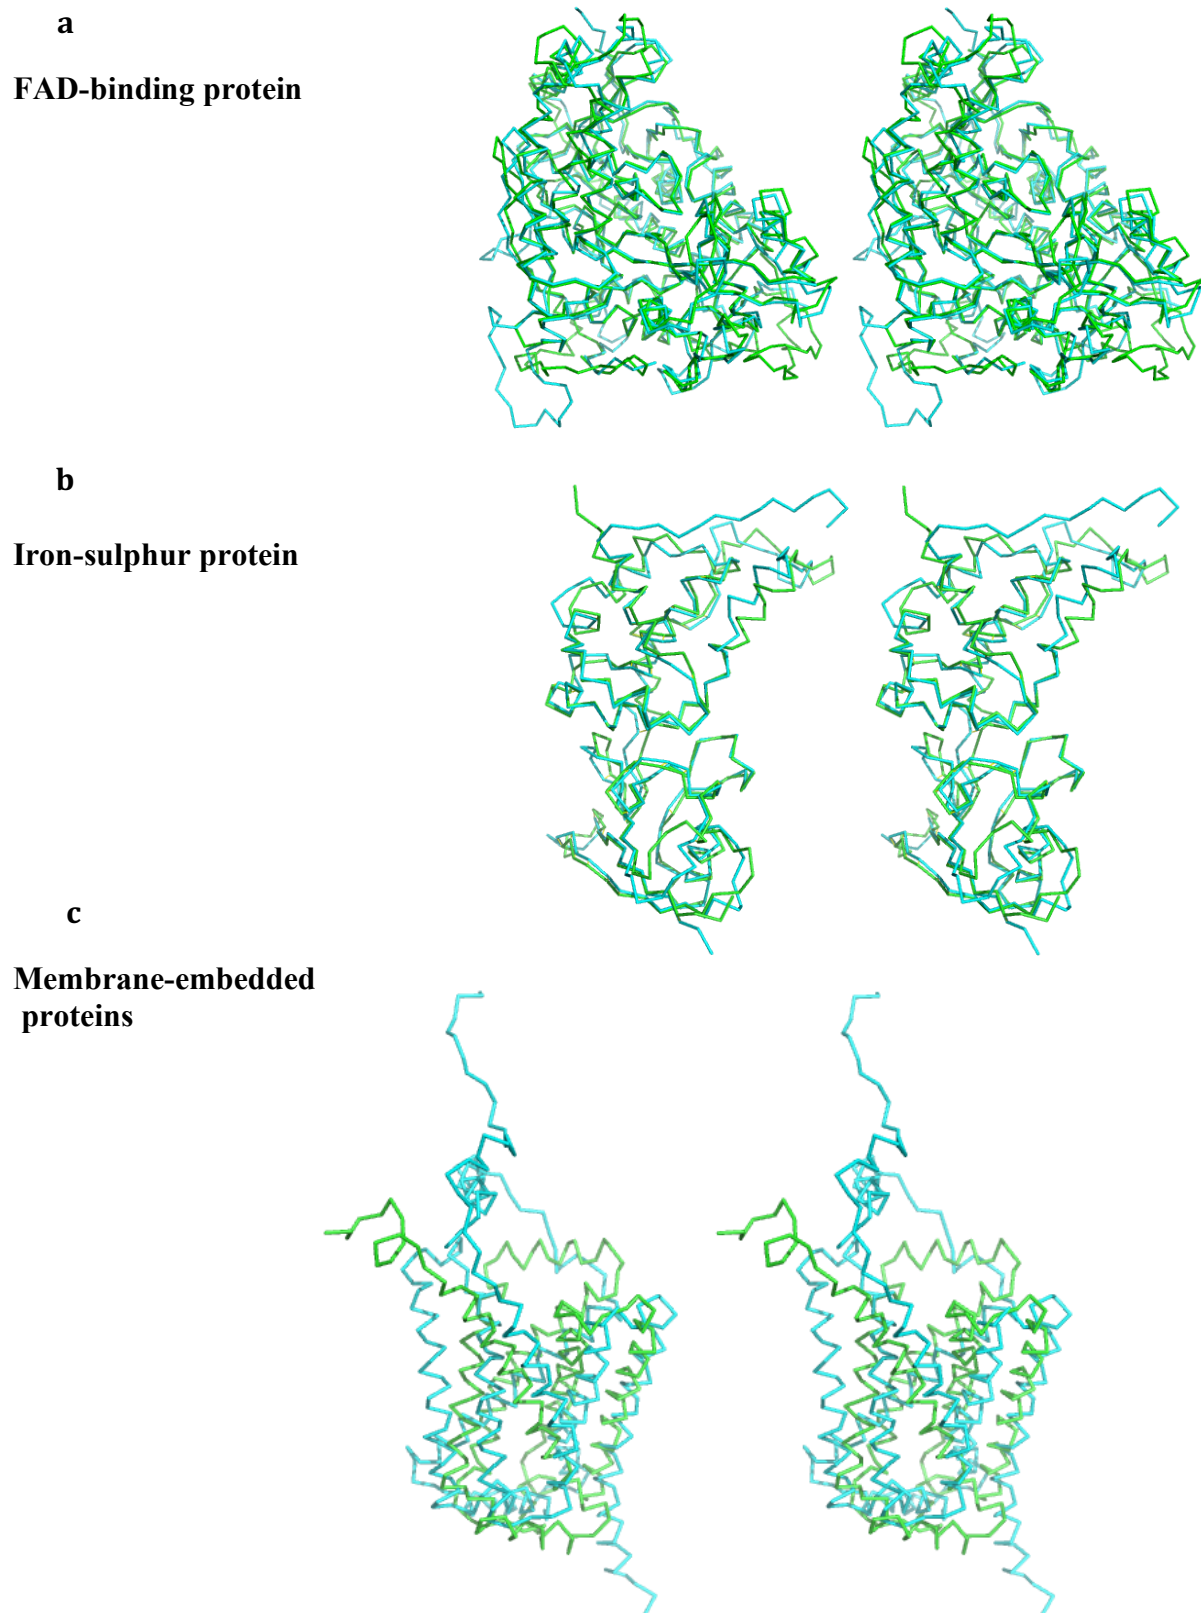 a
FAD-binding protein
b
Iron-sulphur protein
c
Membrane-embedded
proteins